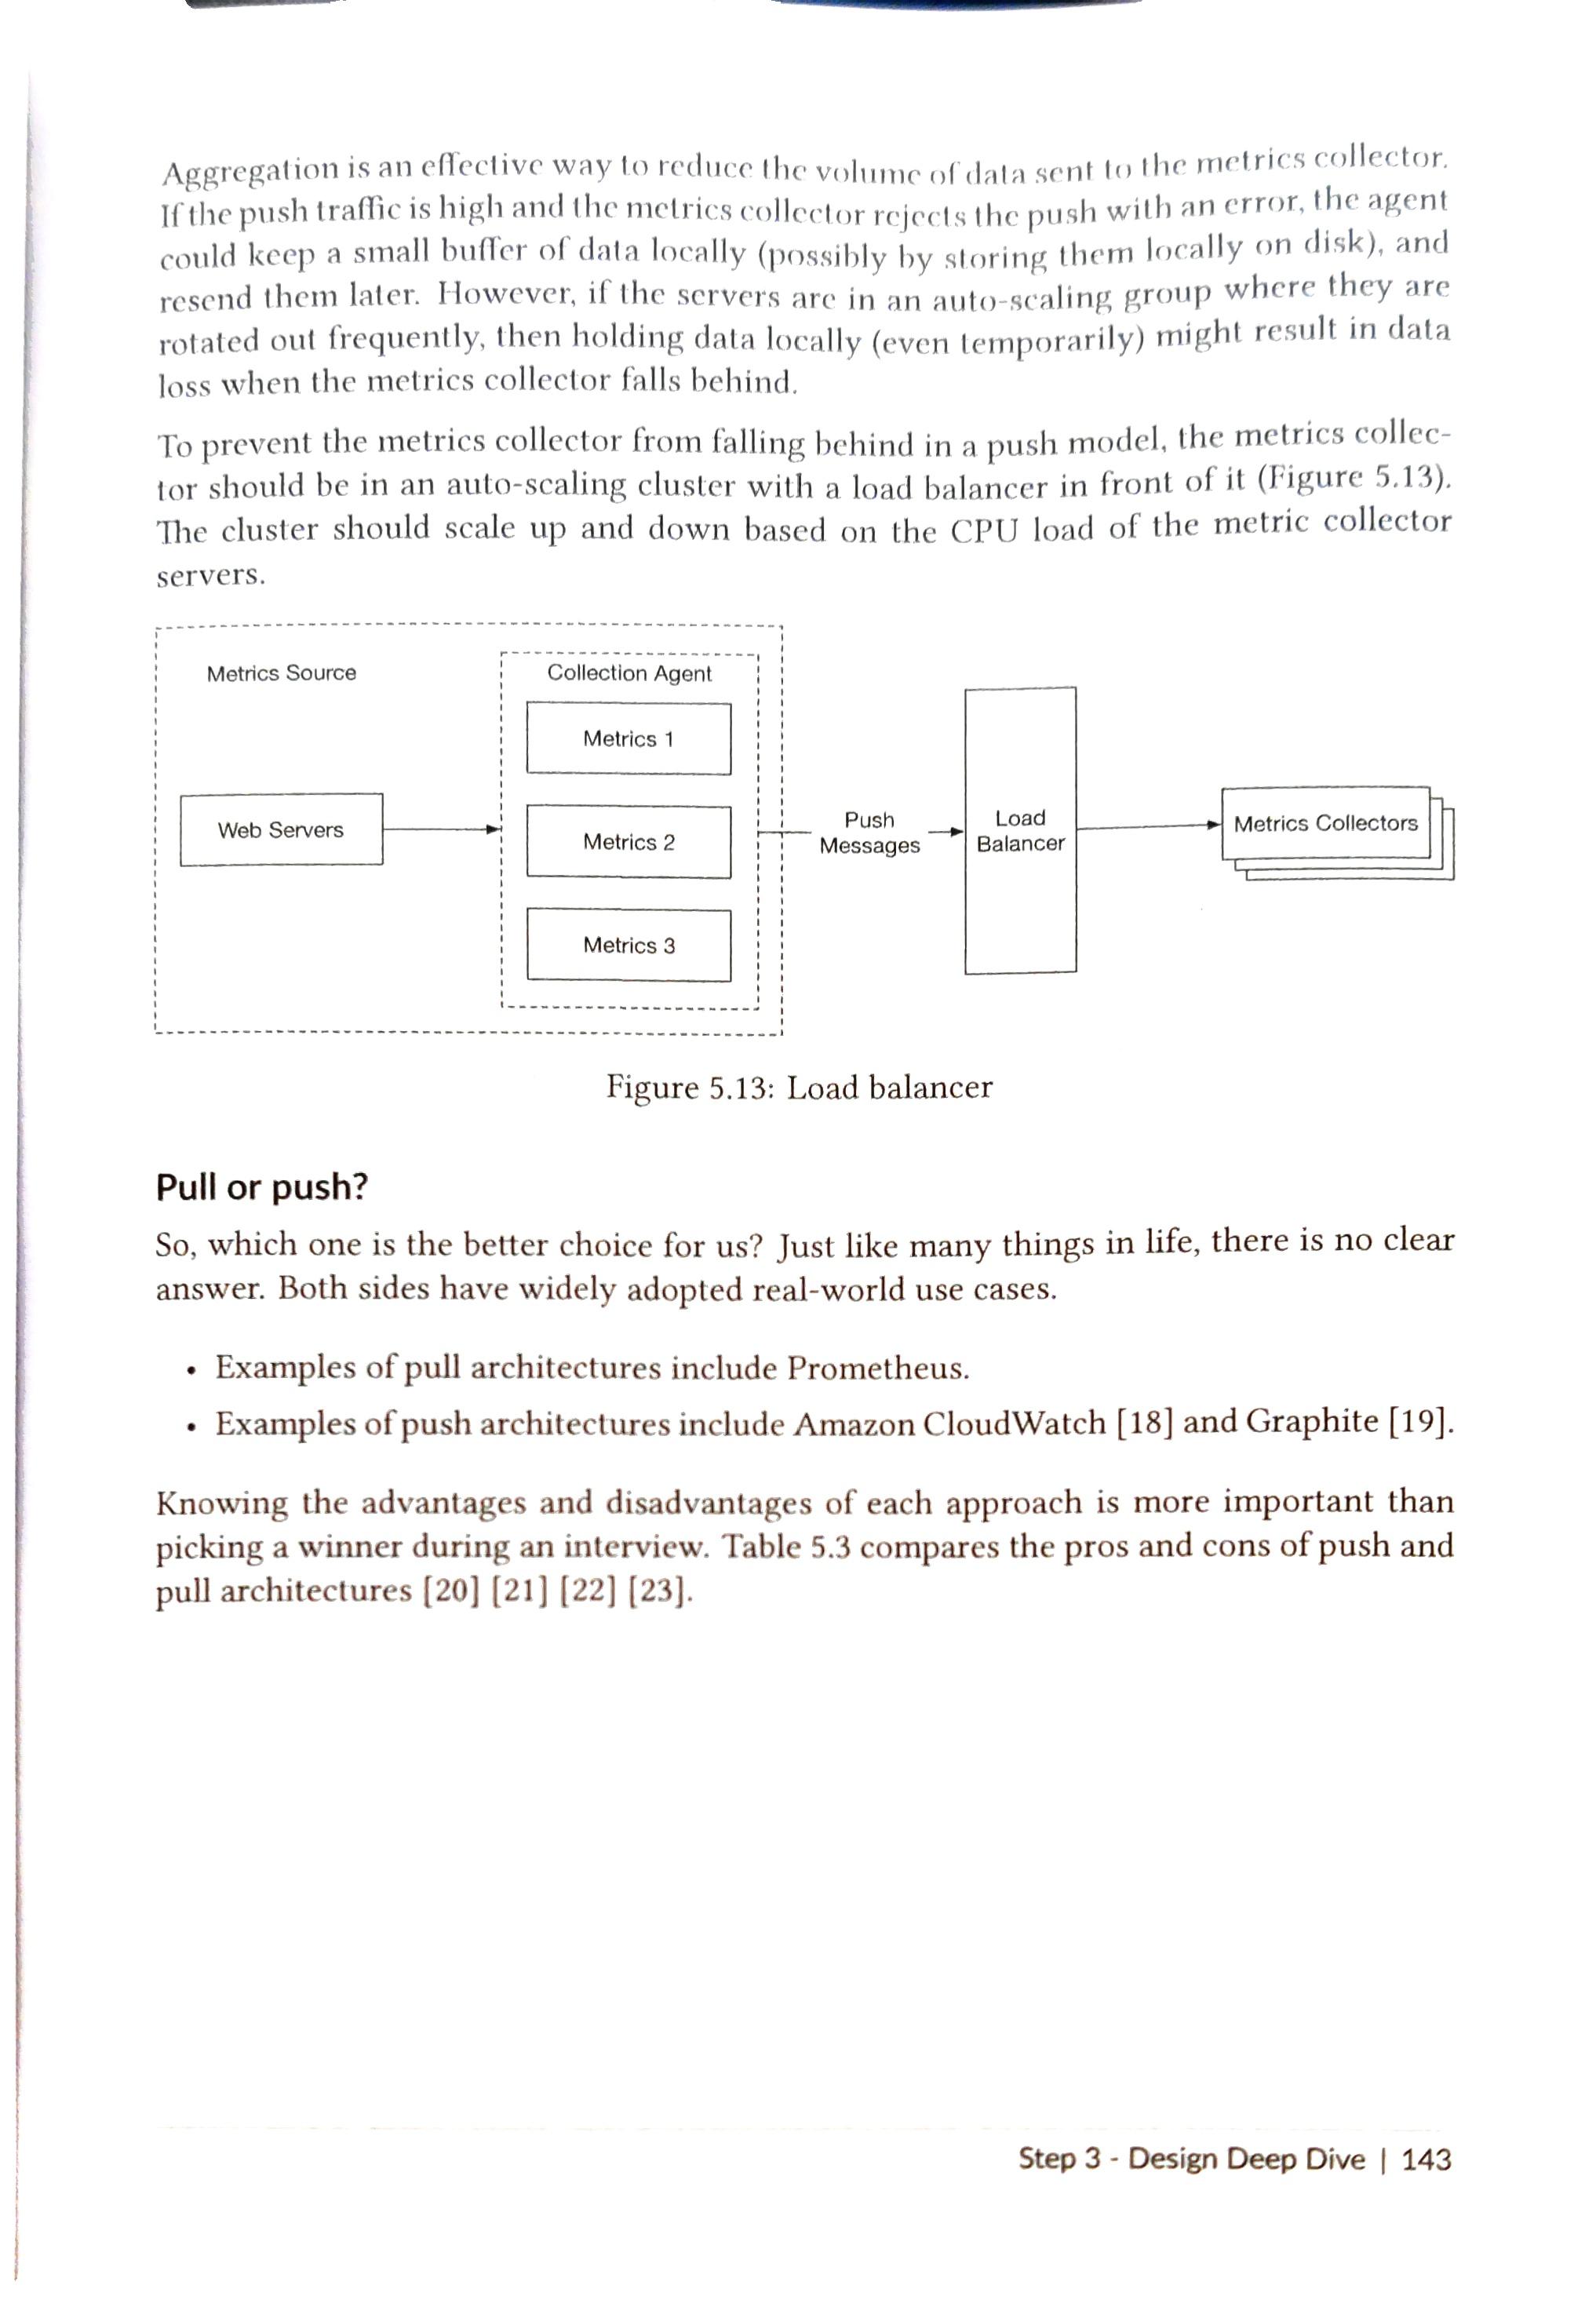 Aggregation is an effective way to reduce the volume of data sent to the metrics collector.
If the push traffic is high and the metrics collector rejects the push with an error, the agent
could keep a small buffer of data locally (possibly by storing them locally on disk), and
resend them later. However, if the servers are in an auto-scaling group where they are
rotated out frequently, then holding data locally (even temporarily) might result in data
loss when the metrics collector falls behind.
To prevent the metrics collector from falling behind in a push model, the metrics collec-
tor should be in an auto-scaling cluster with a load balancer in front of it (Figure 5.13).
The cluster should scale up and down based on the CPU load of the metric collector
servers.
Metrics Source
Collection Agent
Metrics 1
Web Servers
Metrics 2
Metrics 3
Push
Messages
Load
Balancer
Metrics Collectors
Figure 5.13: Load balancer
Pull or push?
So, which one is the better choice for us? Just like many things in life, there is no clear
answer. Both sides have widely adopted real-world use cases.
• Examples of pull architectures include Prometheus.
• Examples of push architectures include Amazon CloudWatch [18] and Graphite [19].
Knowing the advantages and disadvantages of each approach is more important than
picking a winner during an interview. Table 5.3 compares the pros and cons of push and
pull architectures [20] [21] [22] [23].
Step 3 - Design Deep Dive | 143